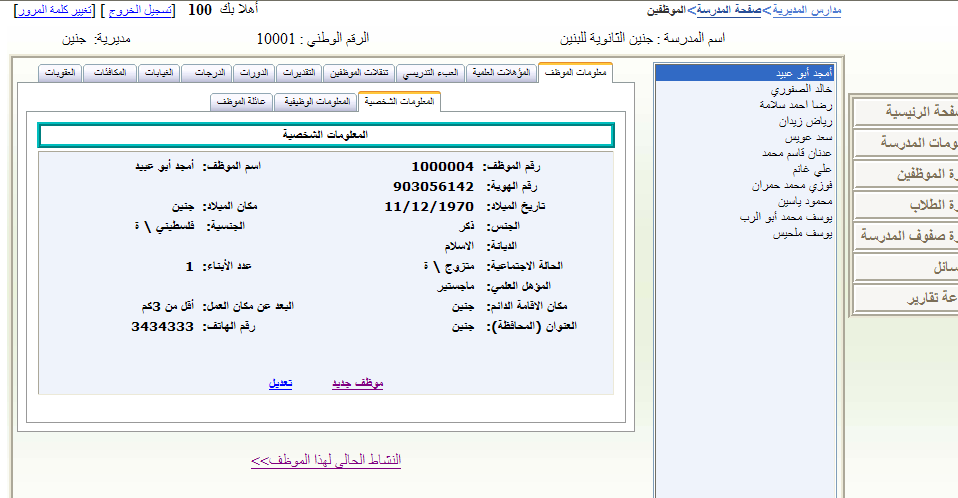 مدارس المديرية>صفحة المدرسة>الموظفين
أهلا بك 100 [تسجيل الخروج ] [تغيير كلمة المرور]
اسم المدرسة : جنين الثانوية للبنين الرقم الوطني : 10001 مديرية: جنين
الرئيسية
المدرسة
الموظفين
الطلاب
صفوف المدرسة
تقارير
أمجد أبو عبيد
خالد الصفوري
رضا احمد سلامة
رياض زيدان
سعد عويس
عدنان قاسم محمد
علي غانم
فوزي محمد حمران
محمود ياسين
يوسف محمد أبو الرب
يوسف ملحيس
معلومات الموظف المؤهلات العلمية العبء التدريسي تنقلات الموظفين التقديرات الدورات الدرجات الغيابات المكافئات العقوبات
المعلومات الشخصية المعلومات الوظيفية عائلة الموظف
المعلومات الشخصية
رقم الموظف: 1000004 اسم الموظف: أمجد أبو عبيد
رقم الهوية: 903056142
تاريخ الميلاد: 11/12/1970 مكان الميلاد: جنين
الجنس: ذكر الجنسية: فلسطيني \ ة
الديانة: الاسلام
الحالة الاجتماعية: متزوج \ ة عدد الأبناء: 1
المؤهل العلمي: ماجستير
مكان الاقامة الدائم: جنين البعد عن مكان العمل: أقل من 3كم
العنوان (المحافظة): جنين رقم الهاتف: 3434333
موظف جديد تعديل
النشاط الحالي لهذا الموظف>>